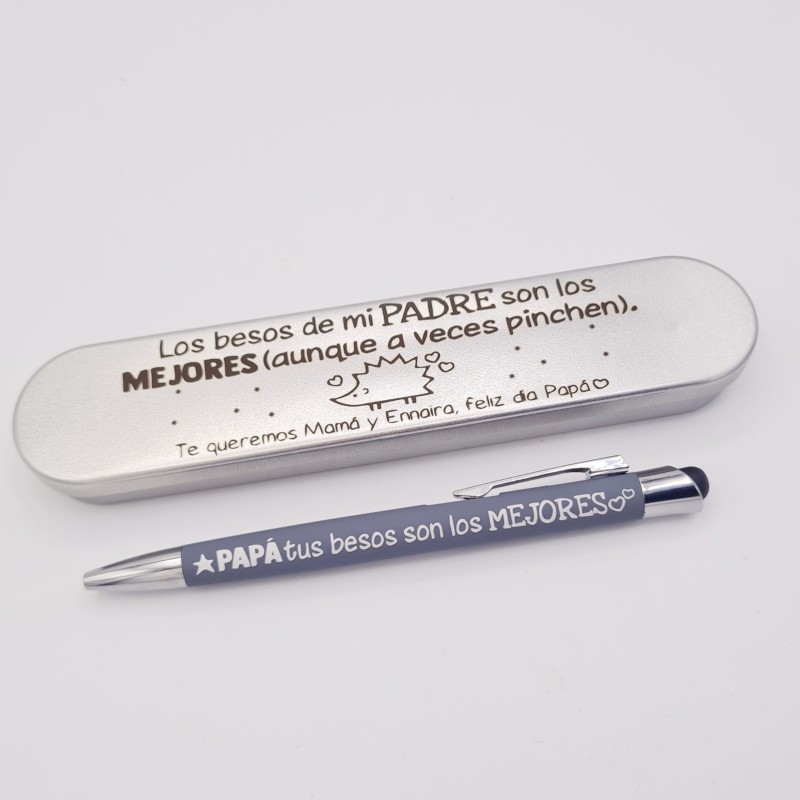 Los besos de mi PADRE son los
MEJORES (aunque a veces pinchen).
Te queremos Mamá y Ennaira, feliz día Papá
PAPÁ tus besos son los MEJORES